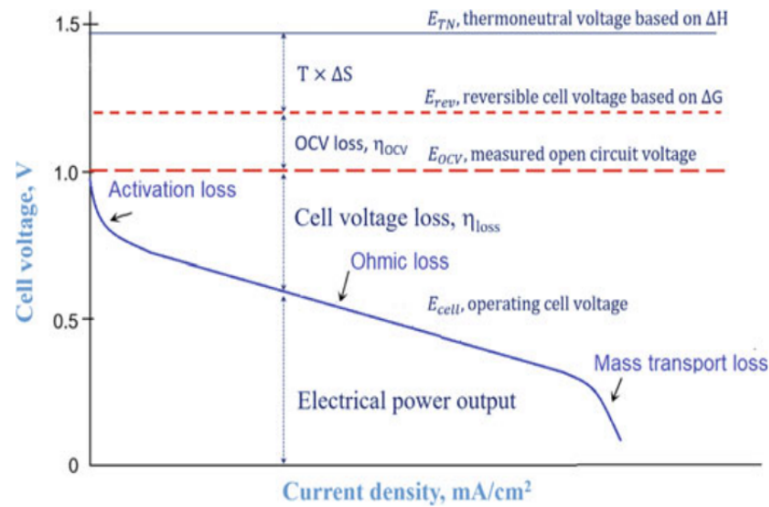 1.5
E_TN, thermoneutral voltage based on ΔH
T × ΔS
E_rev, reversible cell voltage based on ΔG
OCV loss, η_OCV
E_OCV, measured open circuit voltage
1.0
Activation loss
Cell voltage loss, η_loss
Ohmic loss
E_cell, operating cell voltage
0.5
Mass transport loss
Electrical power output
0
Cell voltage, V
Current density, mA/cm²